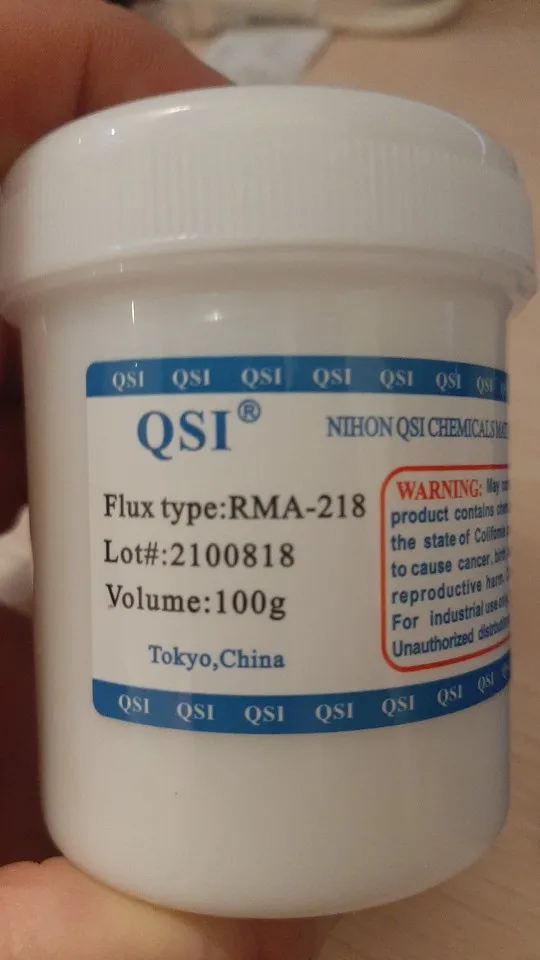 QSI QSI QSI QSI QSI QSI QSI
QSI®
NIHON QSI CHEMICALS
Flux type:RMA-218
Lot#:2100818
Volume:100g
Tokyo,China
WARNING: May
product contains
the state of California
to cause cancer,
reproductive harm.
For industrial use
Unauthorized
QSI QSI QSI QSI QSI QSI QSI